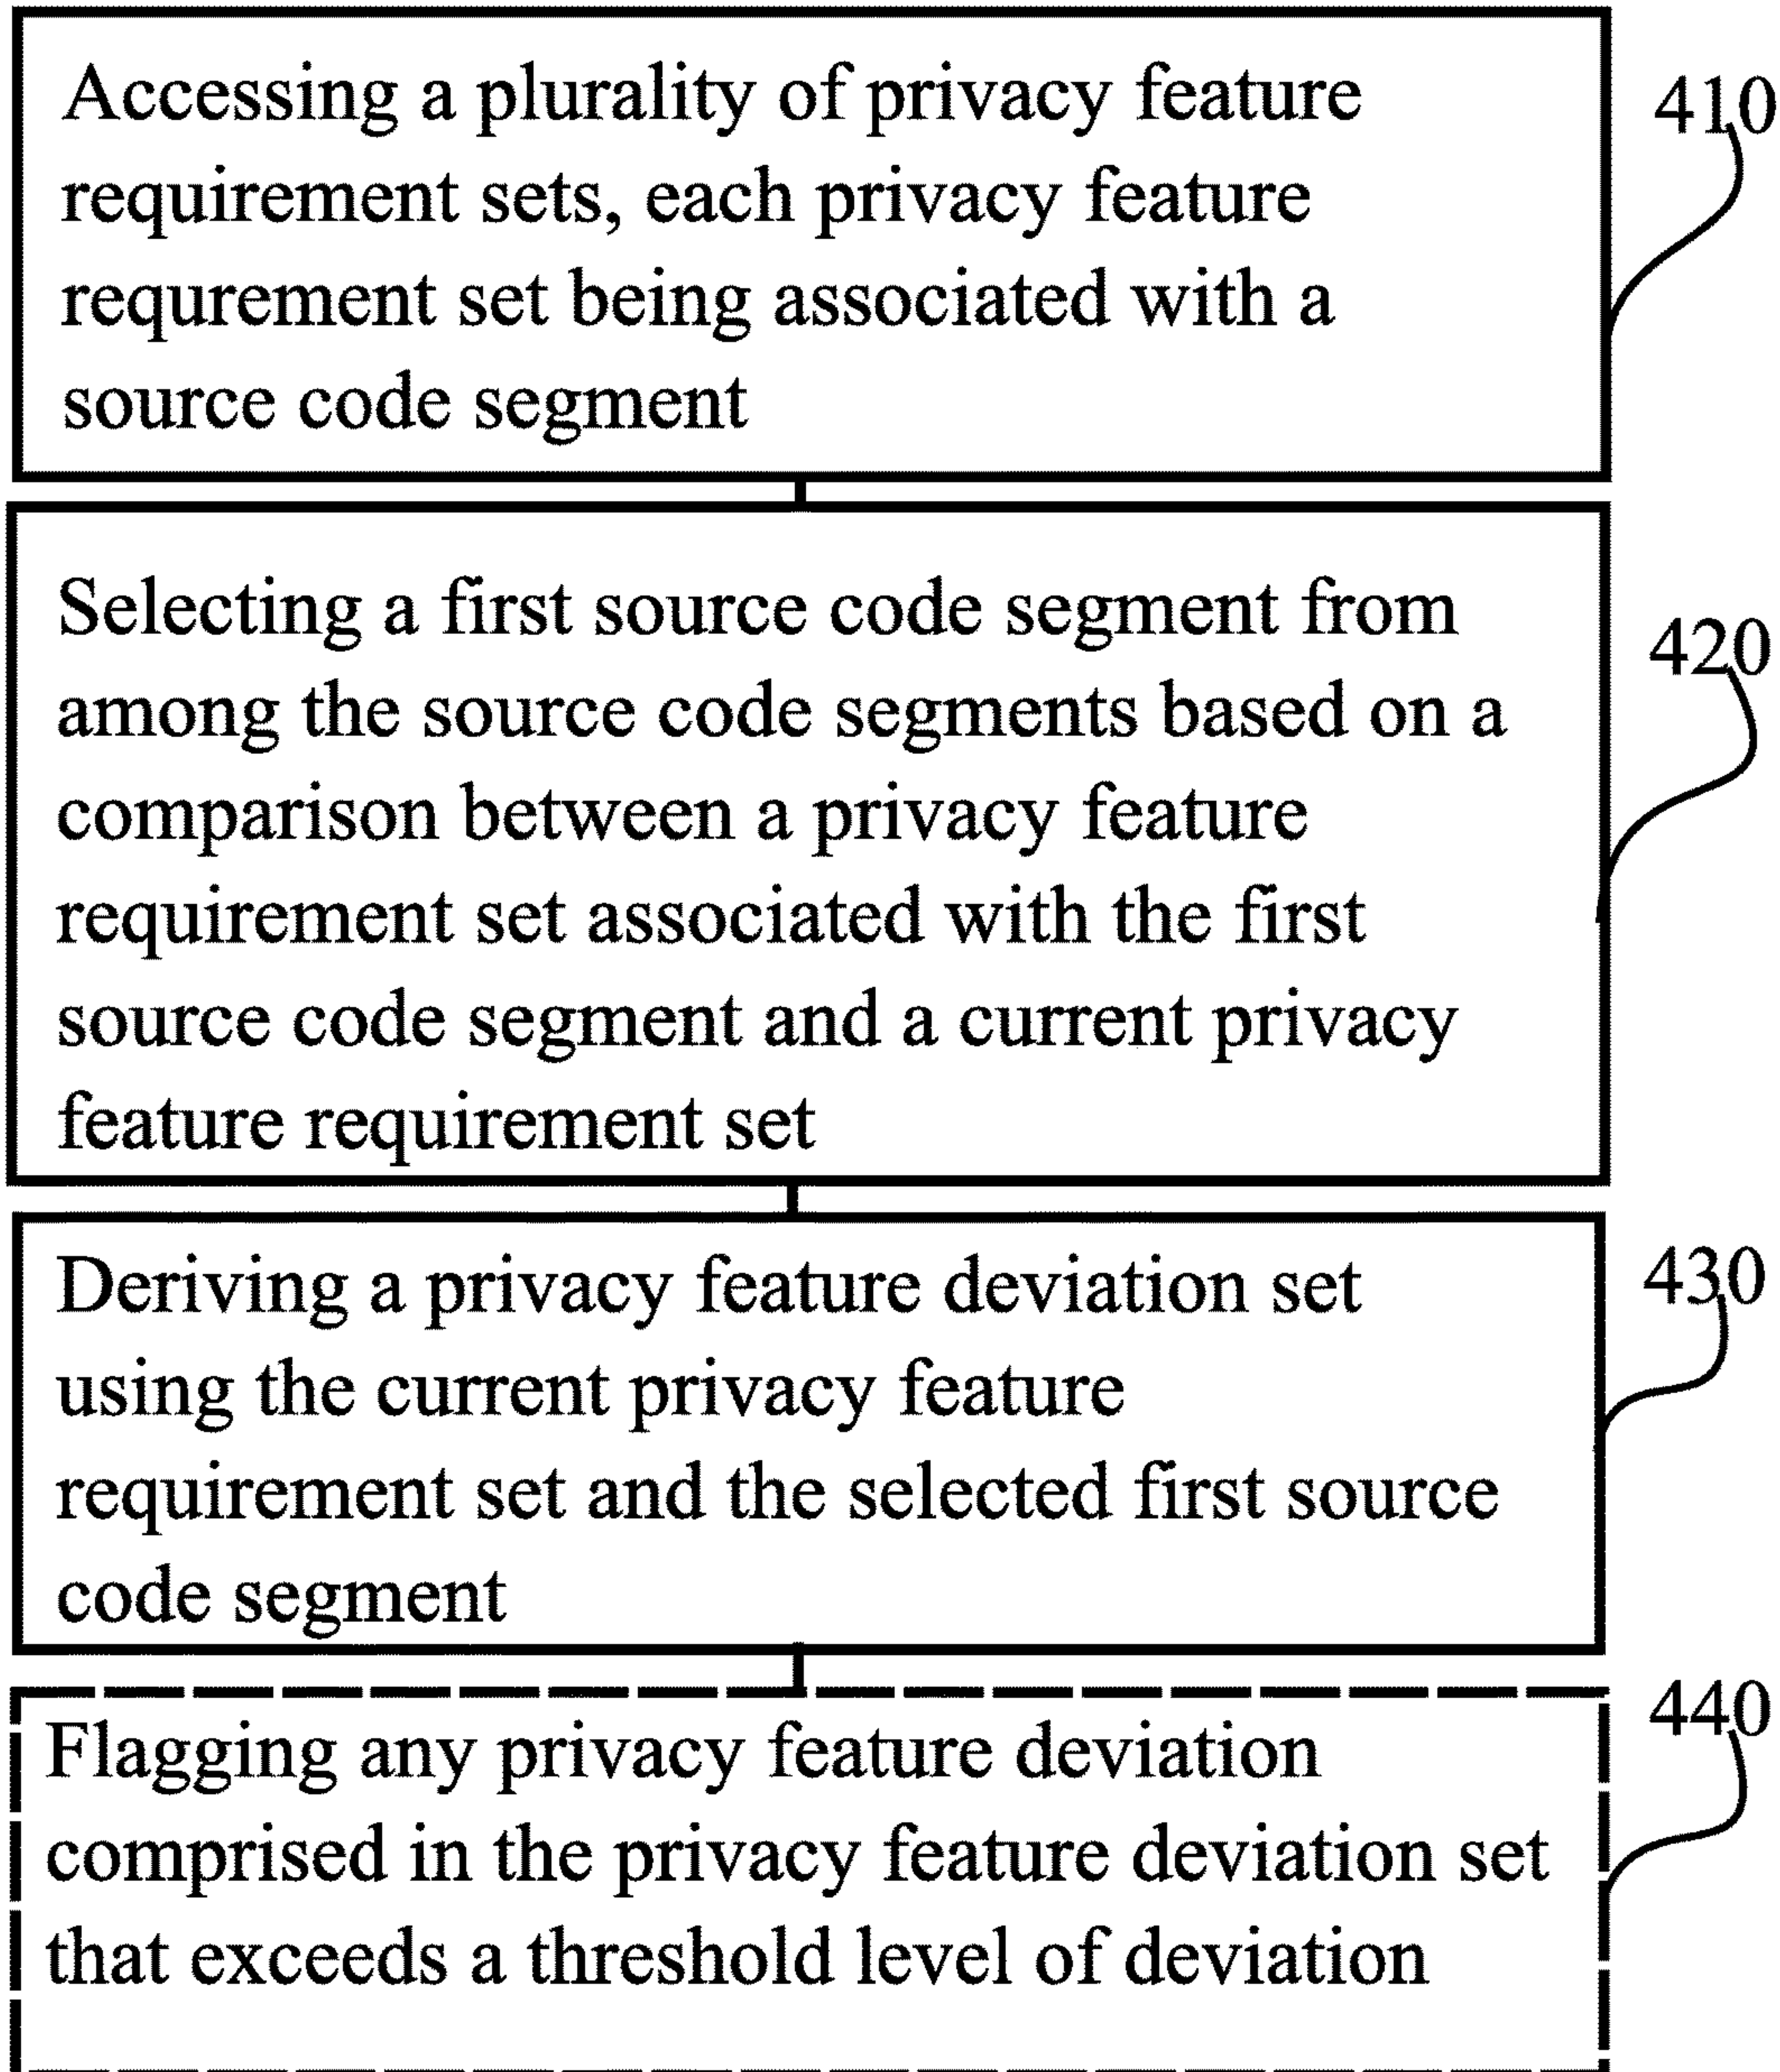 Accessing a plurality of privacy feature
requirement sets, each privacy feature
requrement set being associated with a
source code segment
410
Selecting a first source code segment from
among the source code segments based on a
comparison between a privacy feature
requirement set associated with the first
source code segment and a current privacy
feature requirement set
420
Deriving a privacy feature deviation set
using the current privacy feature
requirement set and the selected first source
code segment
430
Flagging any privacy feature deviation
comprised in the privacy feature deviation set
that exceeds a threshold level of deviation
440